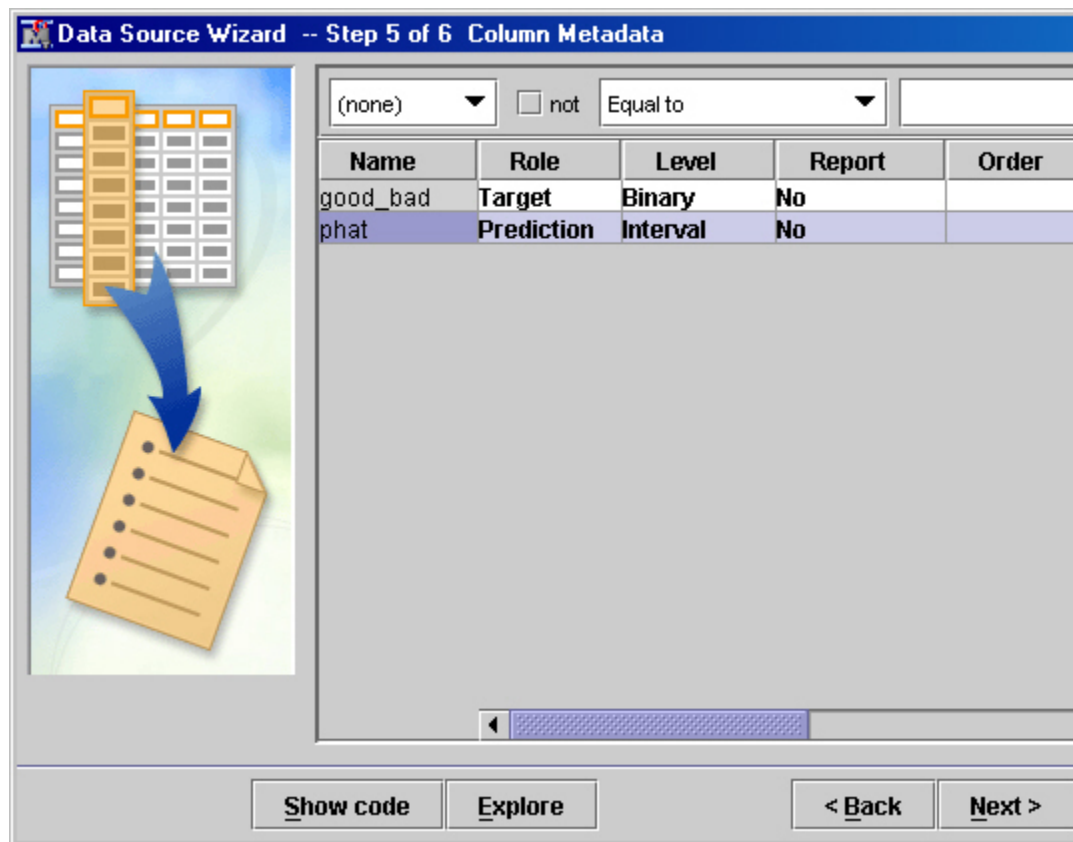 Data Source Wizard -- Step 5 of 6 Column Metadata
(none) not Equal to
Name Role Level Report Order
good_bad Target Binary No
phat Prediction Interval No
Show code Explore < Back Next >